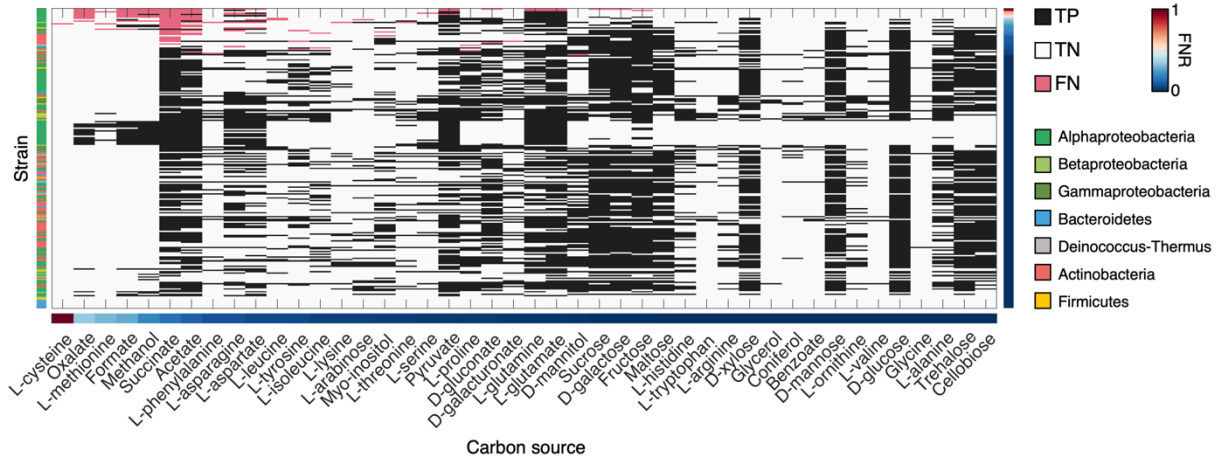 Strain
L-cysteine
Oxalate
L-methionine
Formate
Methanol
Succinate
Acetate
L-phenylalanine
L-asparagine
L-aspartate
L-leucine
L-tyrosine
L-isoleucine
L-lysine
L-arabinose
Myo-inositol
L-threonine
L-serine
Pyruvate
L-proline
D-gluconate
D-galacturonate
L-glutamine
L-glutamate
D-mannitol
Sucrose
D-galactose
Fructose
Maltose
L-histidine
L-tryptophan
L-arginine
D-xylose
Glycerol
Coniferol
Benzoate
D-mannose
L-ornithine
L-valine
D-glucose
Glycine
L-alanine
Trehalose
Cellobiose
Carbon source
TP
TN
FN
1
FNR
0
Alphaproteobacteria
Betaproteobacteria
Gammaproteobacteria
Bacteroidetes
Deinococcus-Thermus
Actinobacteria
Firmicutes